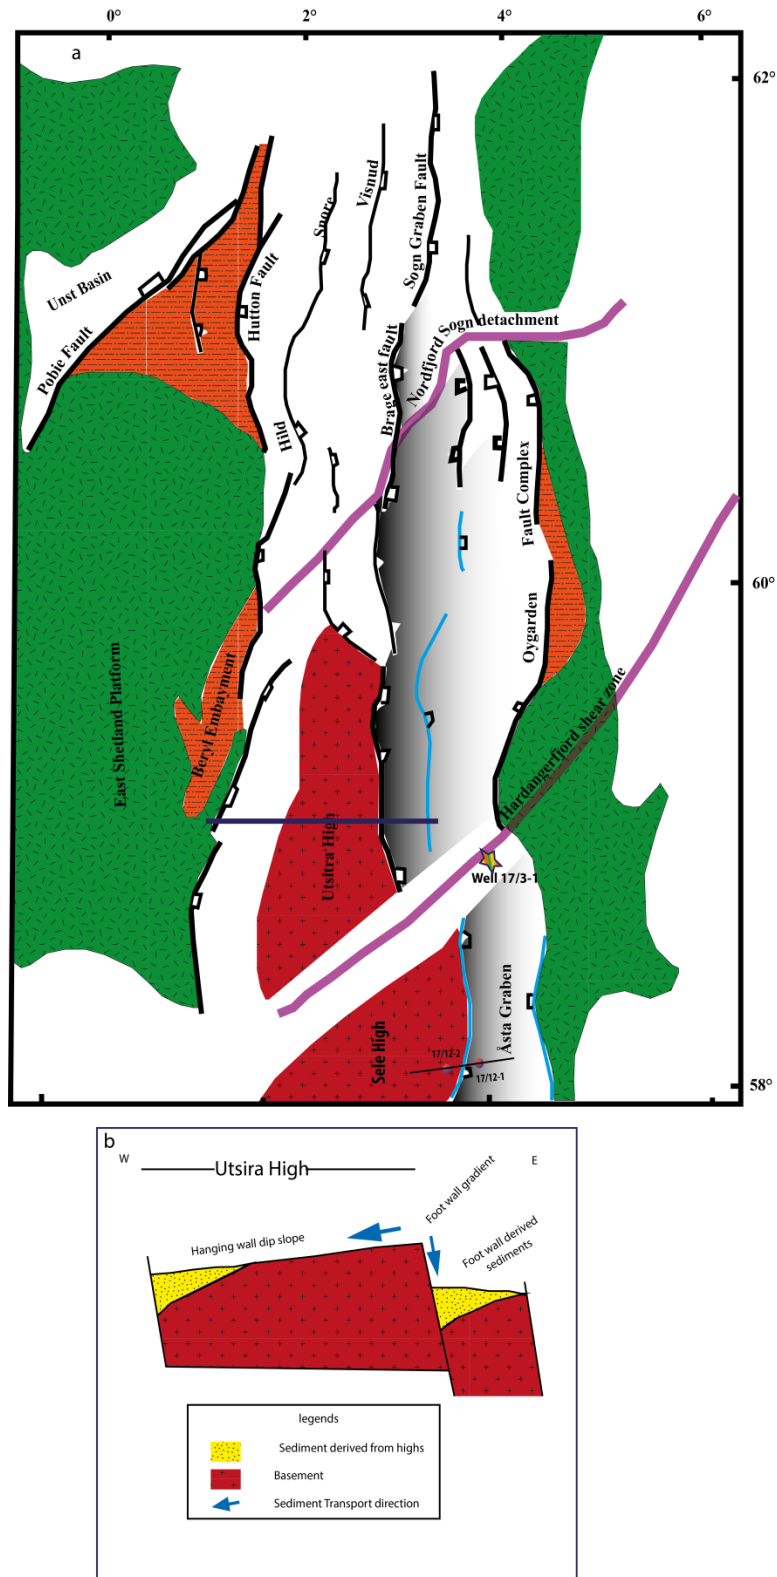 0°
2°
4°
6°
a
62°
Snore
Visnud
Sogn Graben Fault
Unst Basin
Hutton Fault
Pobie Fault
Brage east fault
Nordfjord Sogn detachment
Hild
Fault Complex
60°
Oygarden
East Shetland Platform
Beryl Embayment
Hardangerfjord shear zone
Utsitra High
Well 17/3-1
Sele High
Åsta Graben
17/12-2
17/12-1
58°
b
W
Utsira High
E
Foot wall gradient
Hanging wall dip slope
Foot wall derived
sediments
legends
Sediment derived from highs
Basement
Sediment Transport direction